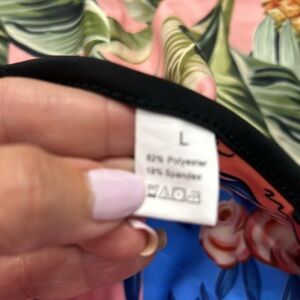 L
82% Polyester
18% Spandex